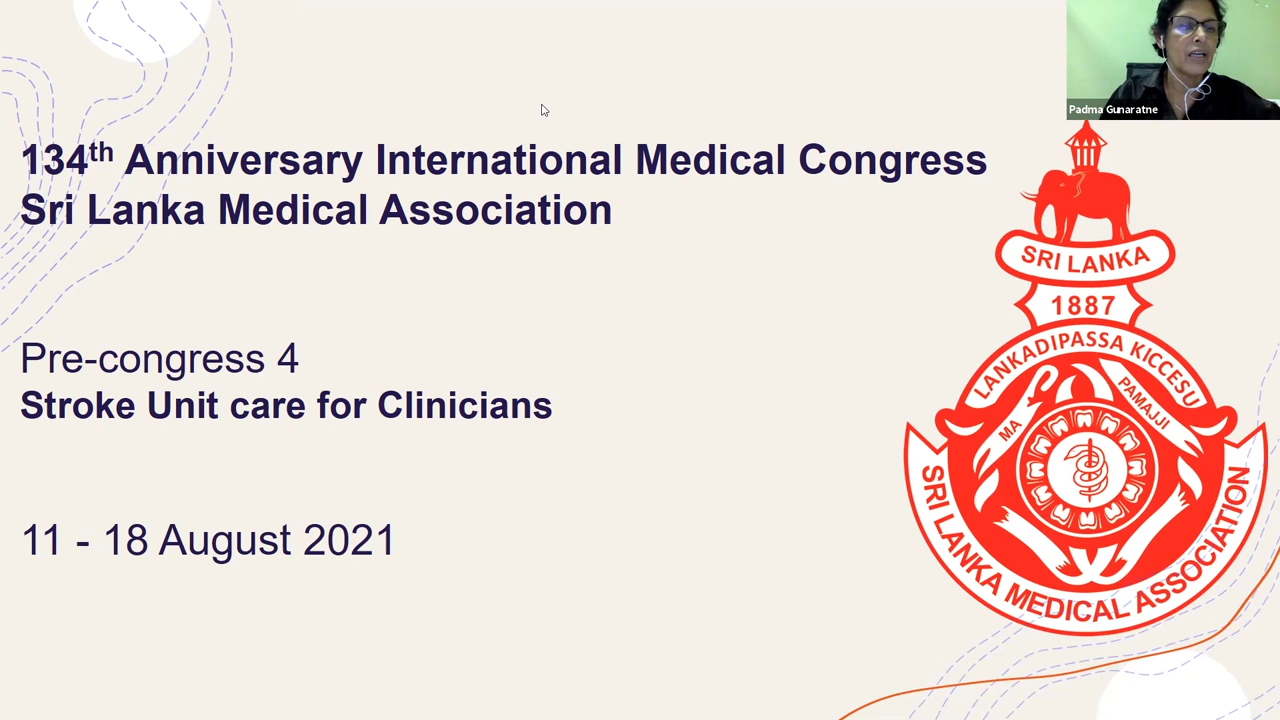 Padma Gunaratne
134th Anniversary International Medical Congress
Sri Lanka Medical Association
Pre-congress 4
Stroke Unit care for Clinicians
11 - 18 August 2021
SRI LANKA
1887
LANKADIPASSA KICCESU
MA
PAMAJJI
SRI LANKA MEDICAL ASSOCIATION